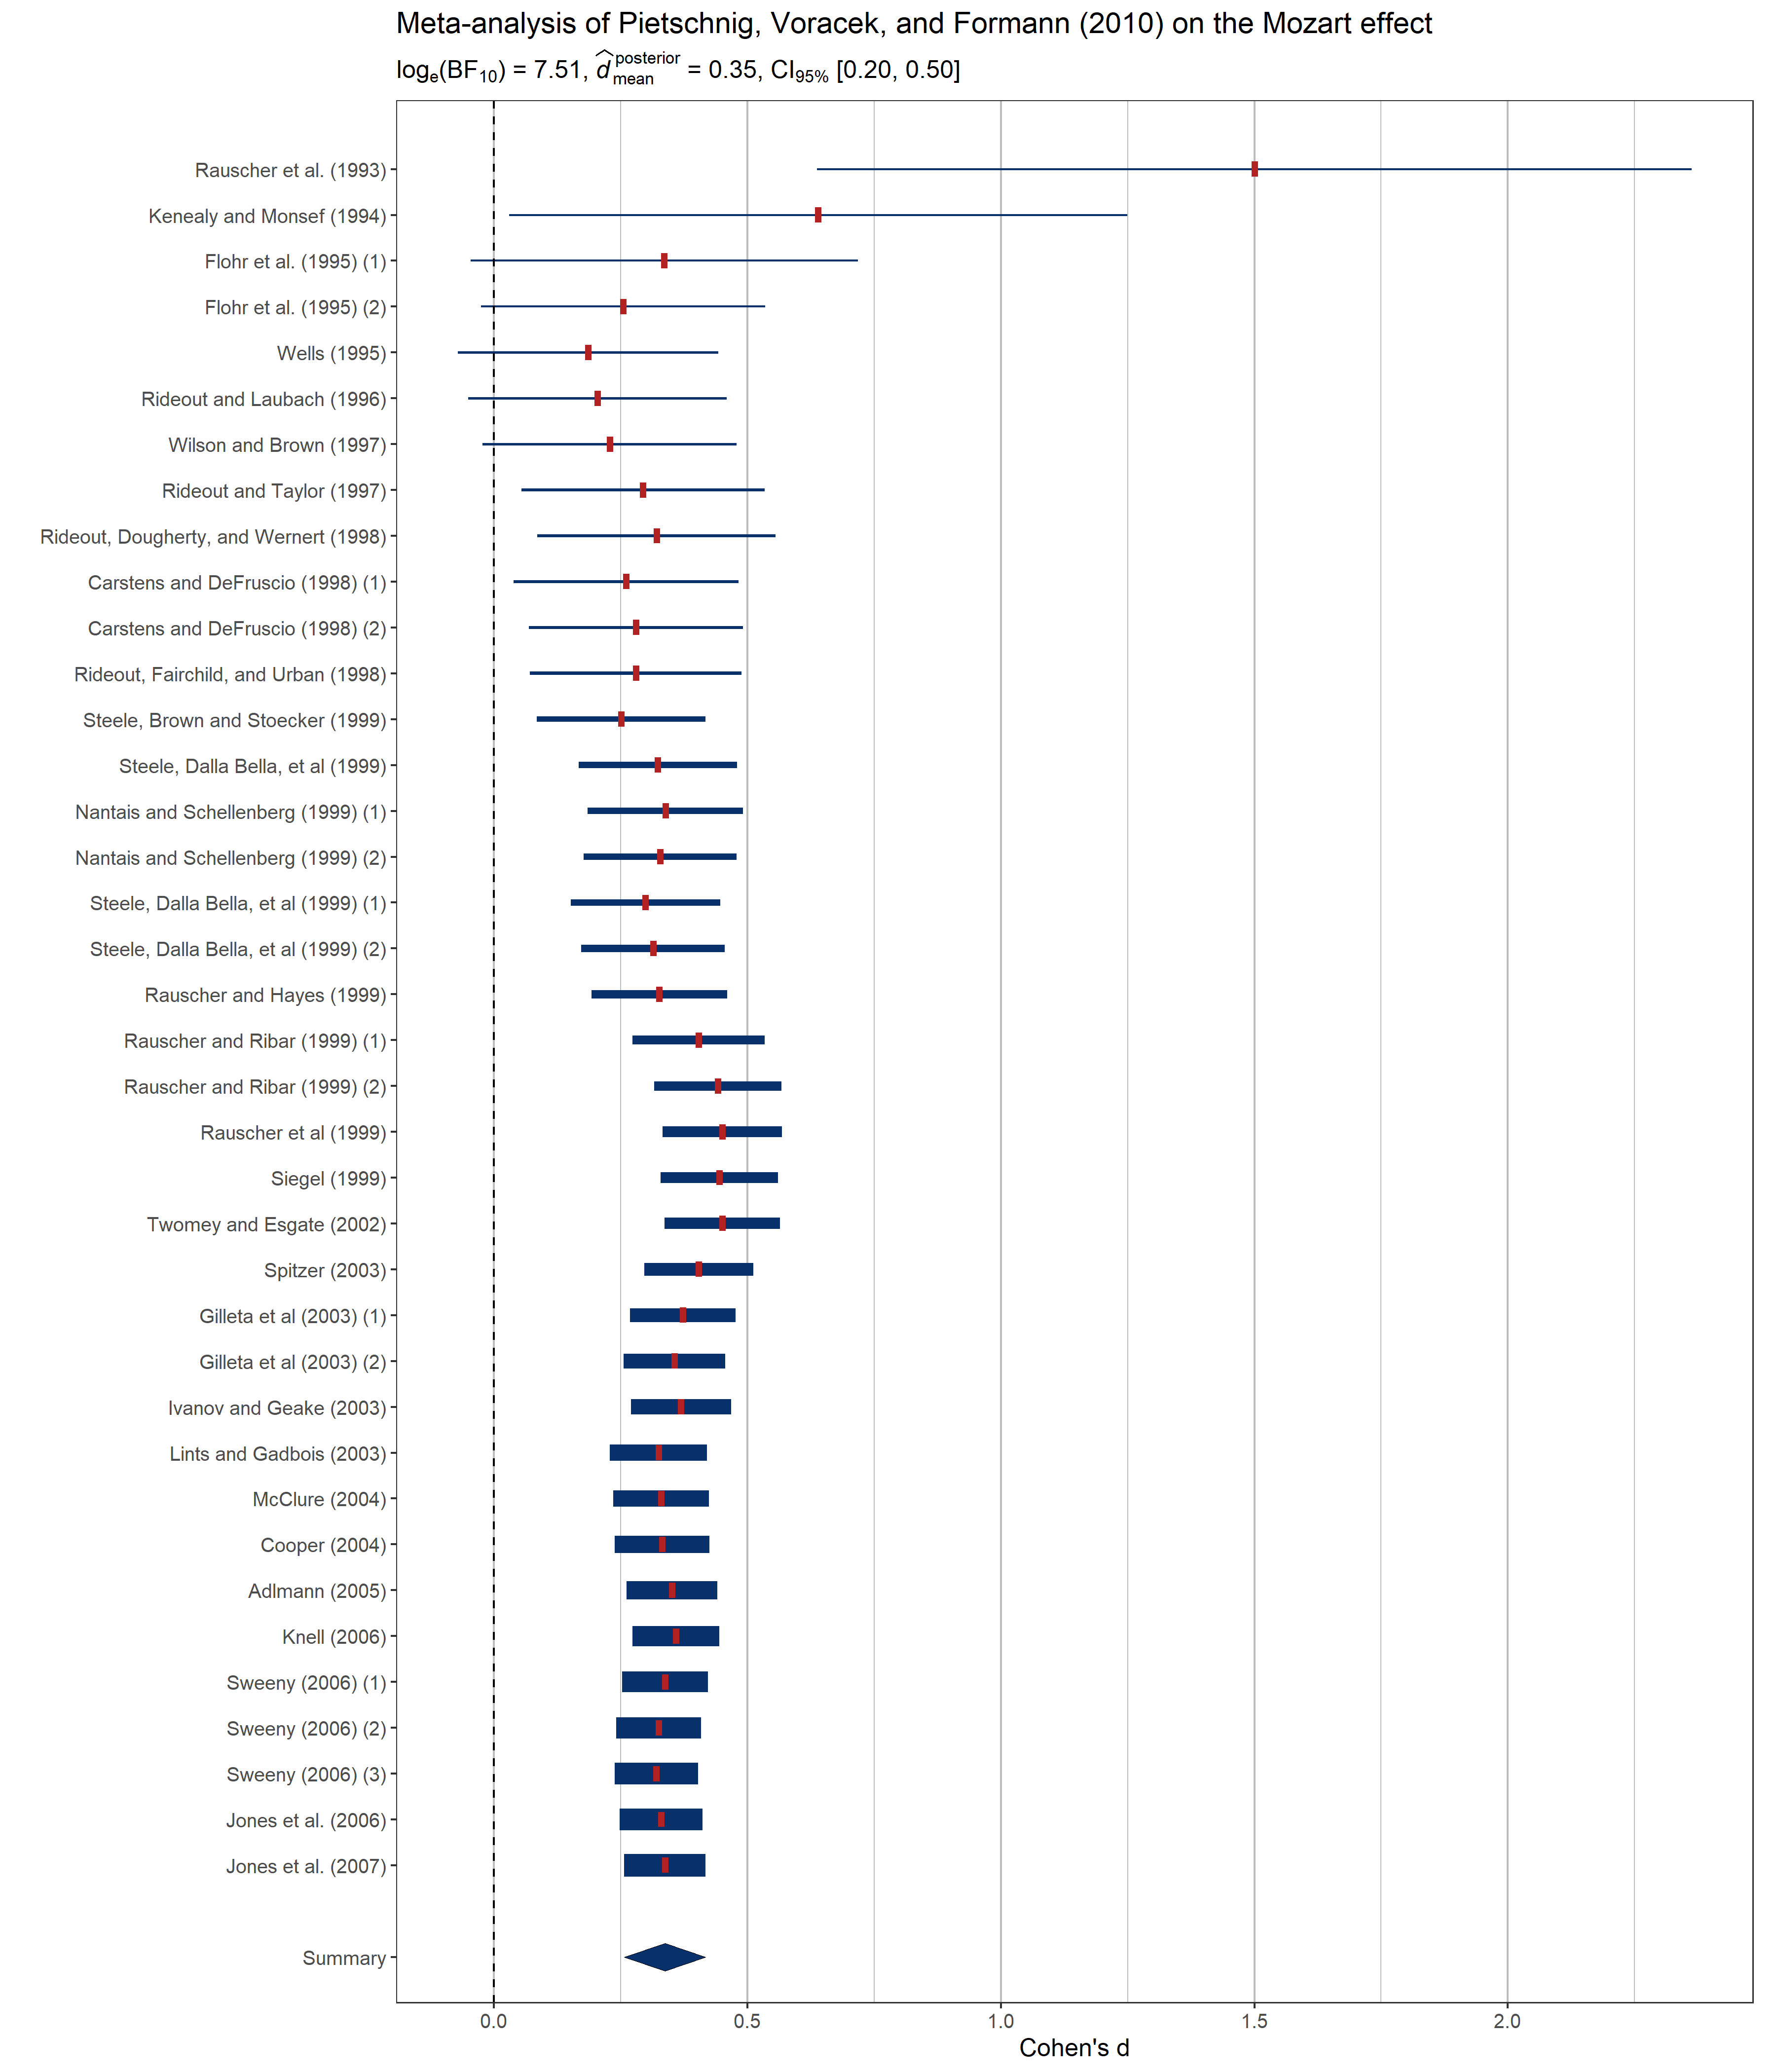 Meta-analysis of Pietschnig, Voracek, and Formann (2010) on the Mozart effect
logₑ(BF₁₀) = 7.51, d̂ posterior mean = 0.35, CI₉₅% [0.20, 0.50]
Rauscher et al. (1993)
Kenealy and Monsef (1994)
Flohr et al. (1995) (1)
Flohr et al. (1995) (2)
Wells (1995)
Rideout and Laubach (1996)
Wilson and Brown (1997)
Rideout and Taylor (1997)
Rideout, Dougherty, and Wernert (1998)
Carstens and DeFruscio (1998) (1)
Carstens and DeFruscio (1998) (2)
Rideout, Fairchild, and Urban (1998)
Steele, Brown and Stoecker (1999)
Steele, Dalla Bella, et al (1999)
Nantais and Schellenberg (1999) (1)
Nantais and Schellenberg (1999) (2)
Steele, Dalla Bella, et al (1999) (1)
Steele, Dalla Bella, et al (1999) (2)
Rauscher and Hayes (1999)
Rauscher and Ribar (1999) (1)
Rauscher and Ribar (1999) (2)
Rauscher et al (1999)
Siegel (1999)
Twomey and Esgate (2002)
Spitzer (2003)
Gilleta et al (2003) (1)
Gilleta et al (2003) (2)
Ivanov and Geake (2003)
Lints and Gadbois (2003)
McClure (2004)
Cooper (2004)
Adlmann (2005)
Knell (2006)
Sweeny (2006) (1)
Sweeny (2006) (2)
Sweeny (2006) (3)
Jones et al. (2006)
Jones et al. (2007)
Summary
0.0 0.5 1.0 1.5 2.0
Cohen's d